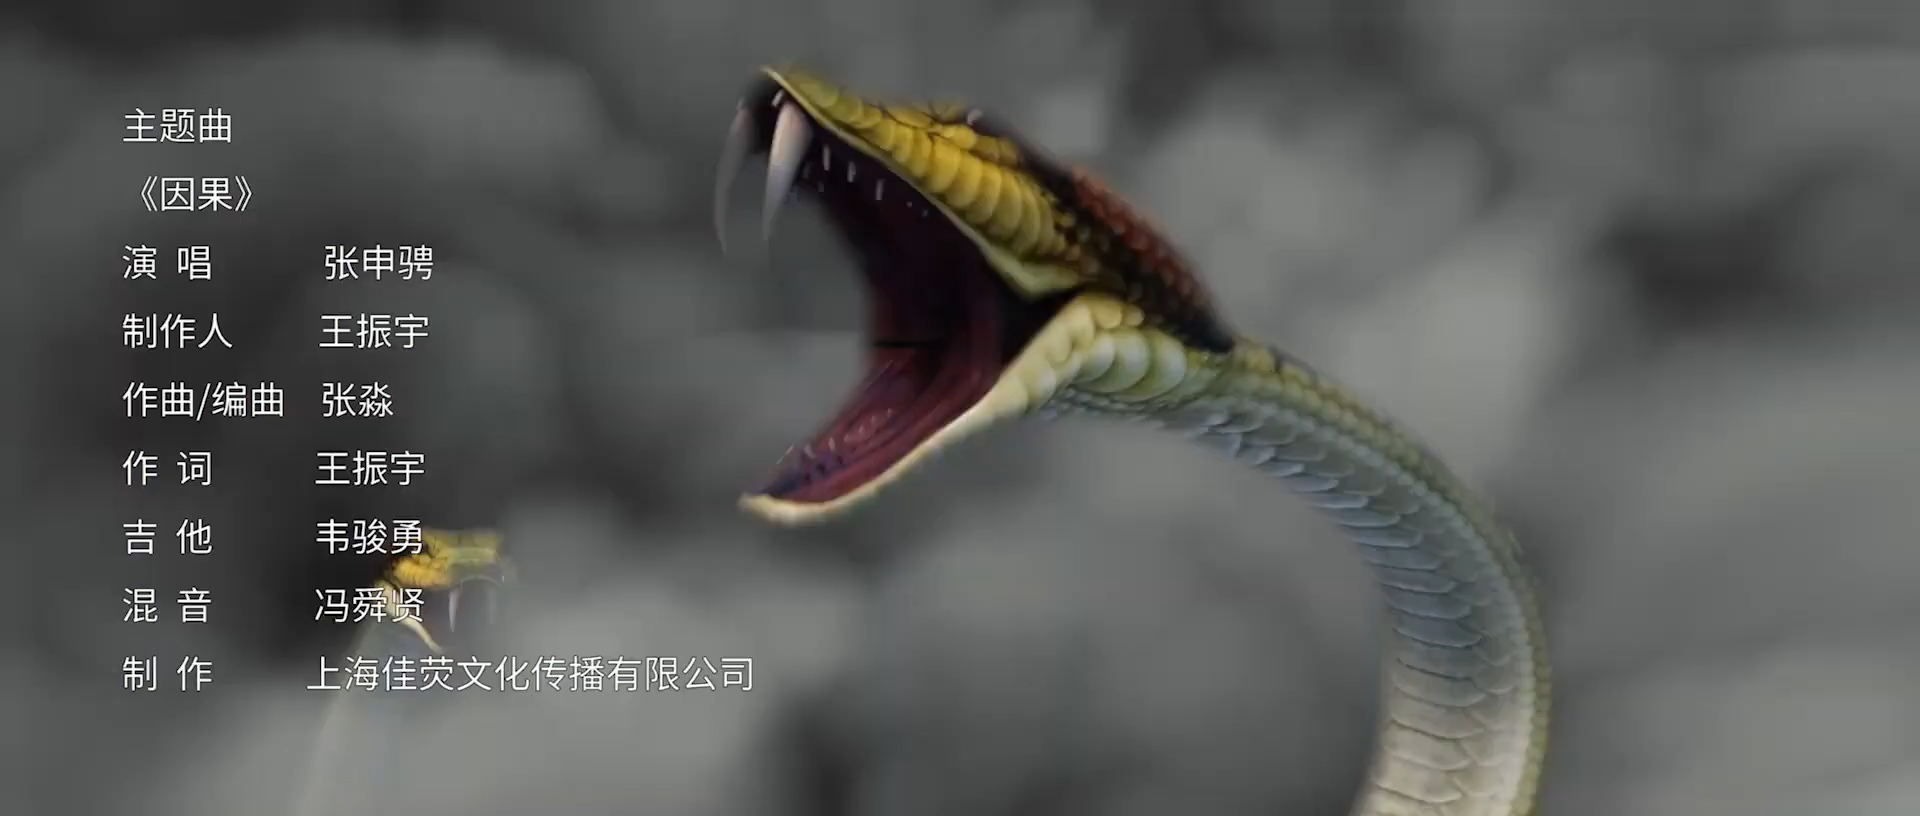 主题曲
《因果》
演 唱 张申骋
制作人 王振宇
作曲/编曲 张淼
作 词 王振宇
吉 他 韦骏勇
混 音 冯舜贤
制 作 上海佳荧文化传播有限公司